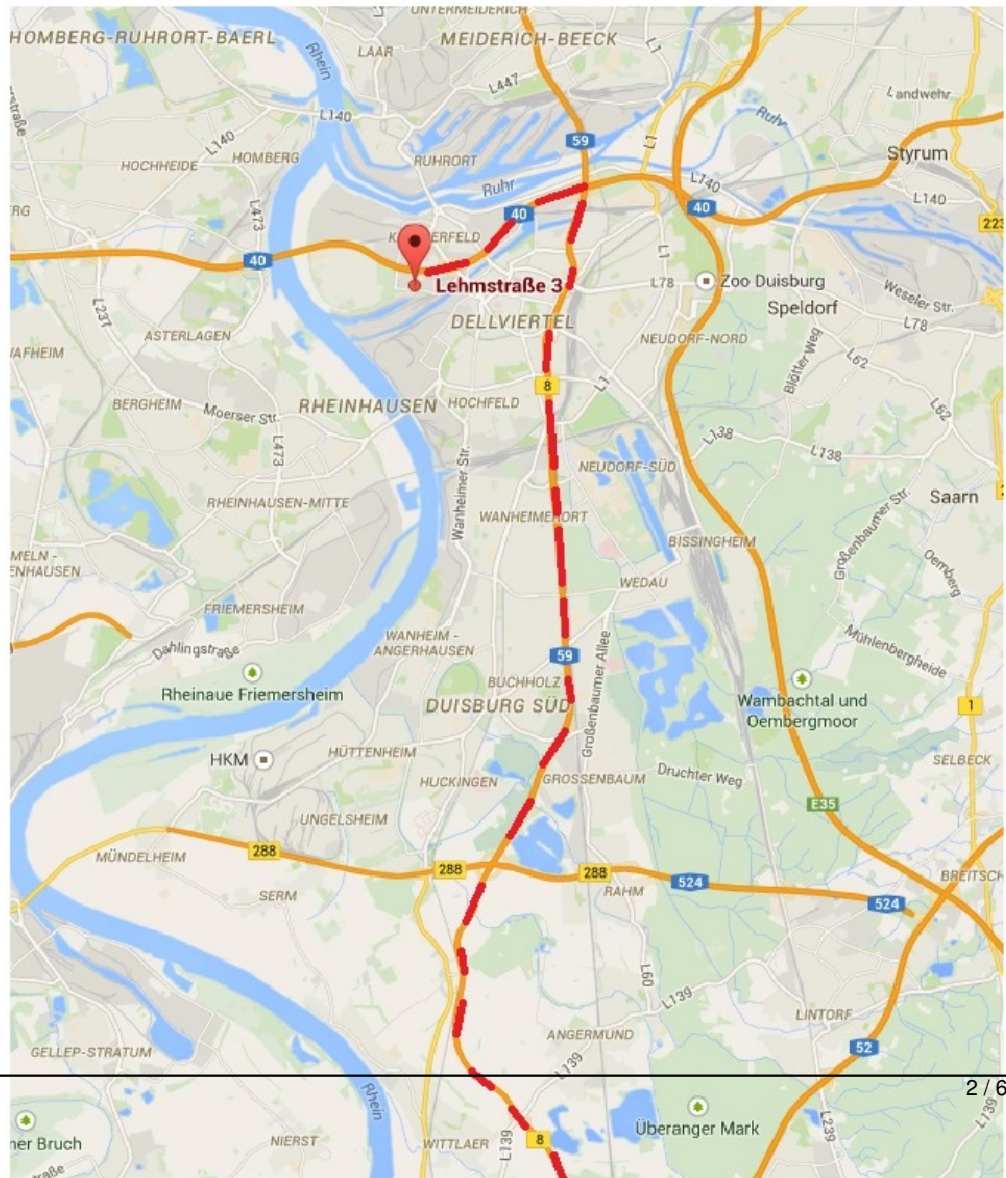 UNTERMEIDERICH
HOMBERG-RUHRORT-BAERL
MEIDERICH-BEECK
LAAR
Rhein
L1
L447
Landwehr
L140
Ruhr
59
L1
L140
HOCHHEIDE
HOMBERG
RUHRORT
Styrum
Ruhr
L140
L140
40
40
L473
223
40
Lehmstraße 3
L1
L78
Zoo Duisburg
Weseler Str.
Speldorf
L237
ASTERLAGEN
DELLVIERTEL
NEUDORF-NORD
L78
Blötter Weg
L62
8
L1
BERGHEIM
Moerser Str.
RHEINHAUSEN
HOCHFELD
L62
L473
L138
L738
Wanheimer Str.
NEUDORF-SÜD
Saarn
RHEINHAUSEN-MITTE
WANHEIMERORT
Großenbaumer Str.
BISSINGHEIM
MELN -
ENHAUSEN
Oemberg
WEDAU
FRIEMERSHEIM
WANHEIM -
ANGERHAUSEN
Mühlenbergheide
Dahlingstraße
59
Großenbaumer Allee
Rheinaue Friemersheim
BUCHHOLZ
DUISBURG SÜD
Wambachtal und
Oembergmoor
1
HKM
HÜTTENHEIM
SELBECK
HUCKINGEN
GROSSENBAUM
Druchter Weg
E35
UNGELSHEIM
MÜNDELHEIM
288
288
288
524
BREITSCH
SERM
RAHM
524
L60
L139
LINTORF
ANGERMUND
52
GELLEP-STRATUM
L139
2 / 6
Rhein
ner Bruch
NIERST
WITTLAER
L139
8
Überanger Mark
L239
L139
raße